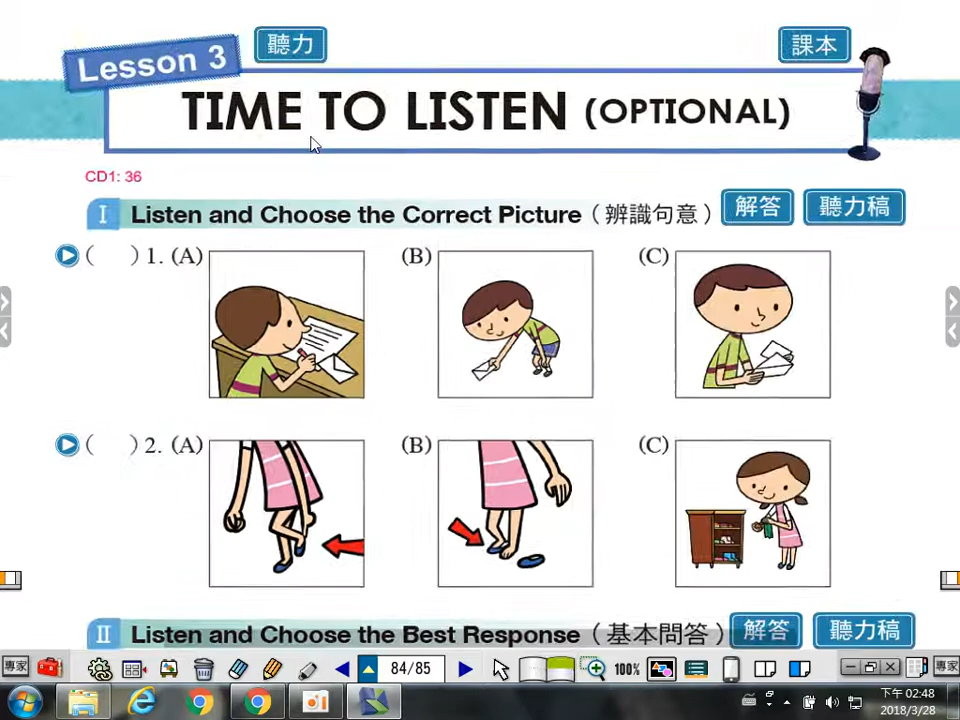 聽力
課本
Lesson 3
TIME TO LISTEN (OPTIONAL)
CD1: 36
I Listen and Choose the Correct Picture（辨識句意） 解答 聽力稿
( ) 1. (A) (B) (C)
( ) 2. (A) (B) (C)
II Listen and Choose the Best Response（基本問答） 解答 聽力稿
專家 84/85 100% 專家
下午 02:48
2018/3/28